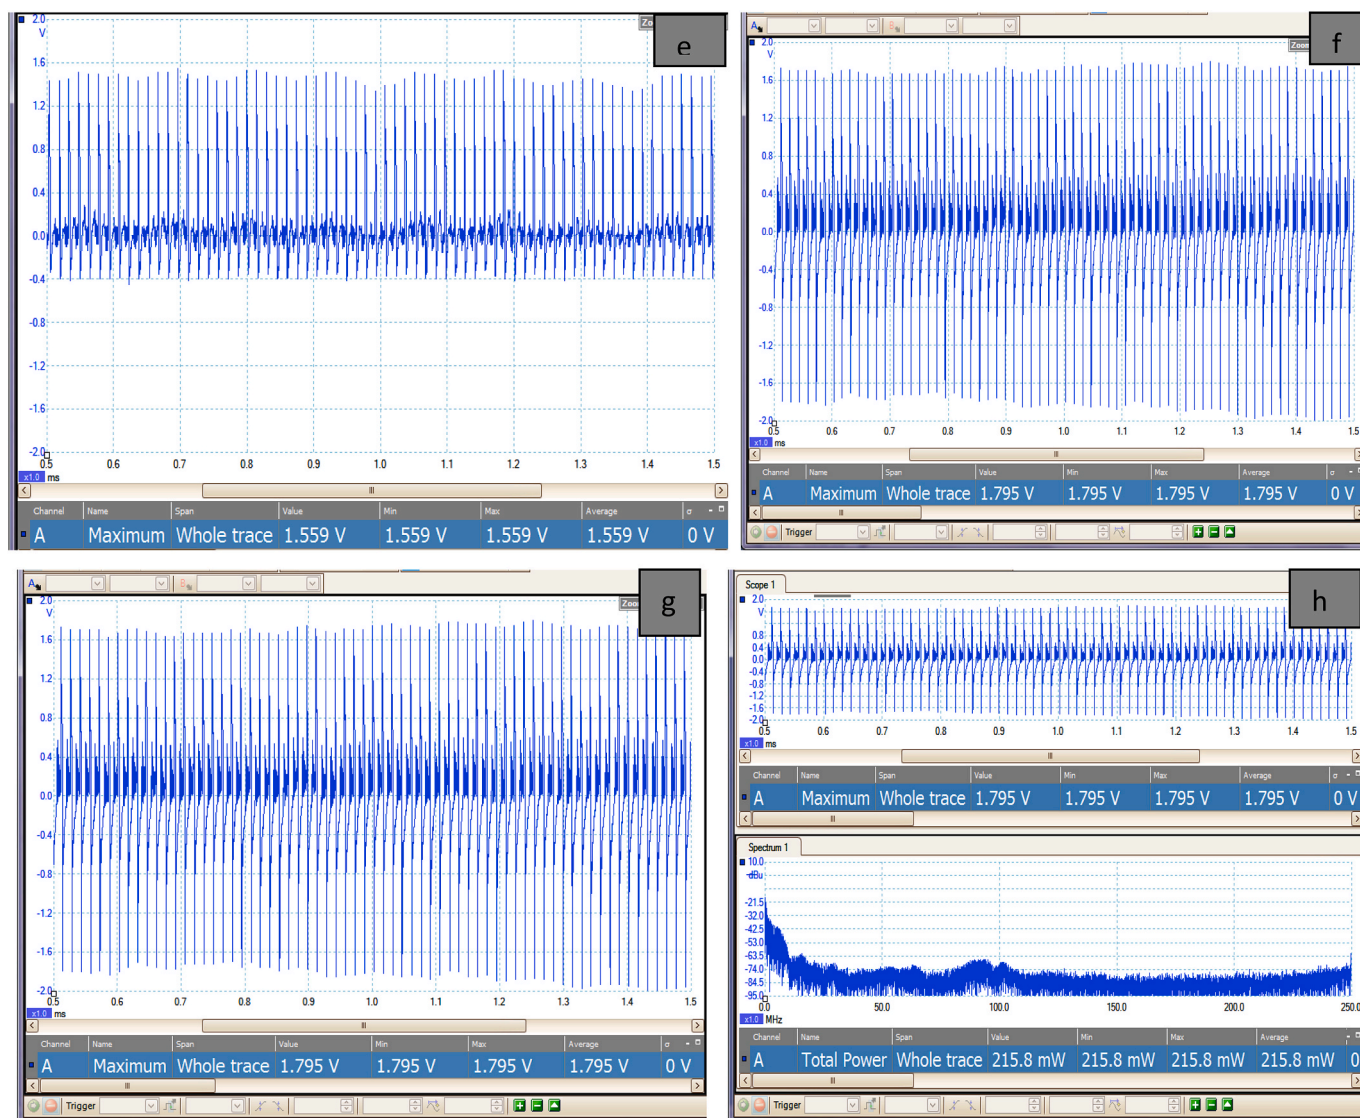 2.0 Zo e
V
1.6
1.2
0.8
0.4
0.0
-0.4
-0.8
-1.2
-1.6
-2.0
0.5 0.6 0.7 0.8 0.9 1.0 1.1 1.2 1.3 1.4 1.5
x1.0 ms
Channel Name Span Value Min Max Average σ
A Maximum Whole trace 1.559 V 1.559 V 1.559 V 1.559 V 0 V
A B
2.0 Zoom f
V
1.6
1.2
0.8
0.4
0.0
-0.4
-0.8
-1.2
-1.6
-2.0
0.5 0.6 0.7 0.8 0.9 1.0 1.1 1.2 1.3 1.4 1.5
x1.0 ms
Channel Name Span Value Min Max Average σ
A Maximum Whole trace 1.795 V 1.795 V 1.795 V 1.795 V 0 V
Trigger
A B
2.0 Zoo g
V
1.6
1.2
0.8
0.4
0.0
-0.4
-0.8
-1.2
-1.6
-2.0
0.5 0.6 0.7 0.8 0.9 1.0 1.1 1.2 1.3 1.4 1.5
x1.0 ms
Channel Name Span Value Min Max Average σ
A Maximum Whole trace 1.795 V 1.795 V 1.795 V 1.795 V 0 V
Trigger
Scope 1
2.0 h
V
0.8
0.4
0.0
-0.4
-0.8
-1.2
-1.6
-2.0
0.5 0.6 0.7 0.8 0.9 1.0 1.1 1.2 1.3 1.4 1.5
x1.0 ms
Channel Name Span Value Min Max Average σ
A Maximum Whole trace 1.795 V 1.795 V 1.795 V 1.795 V 0 V
Spectrum 1
10.0
dBu
-21.5
-32.0
-42.5
-53.0
-63.5
-74.0
-84.5
-95.0
0.0 50.0 100.0 150.0 200.0 250.0
x1.0 MHz
Channel Name Span Value Min Max Average σ
A Total Power Whole trace 215.8 mW 215.8 mW 215.8 mW 215.8 mW 0